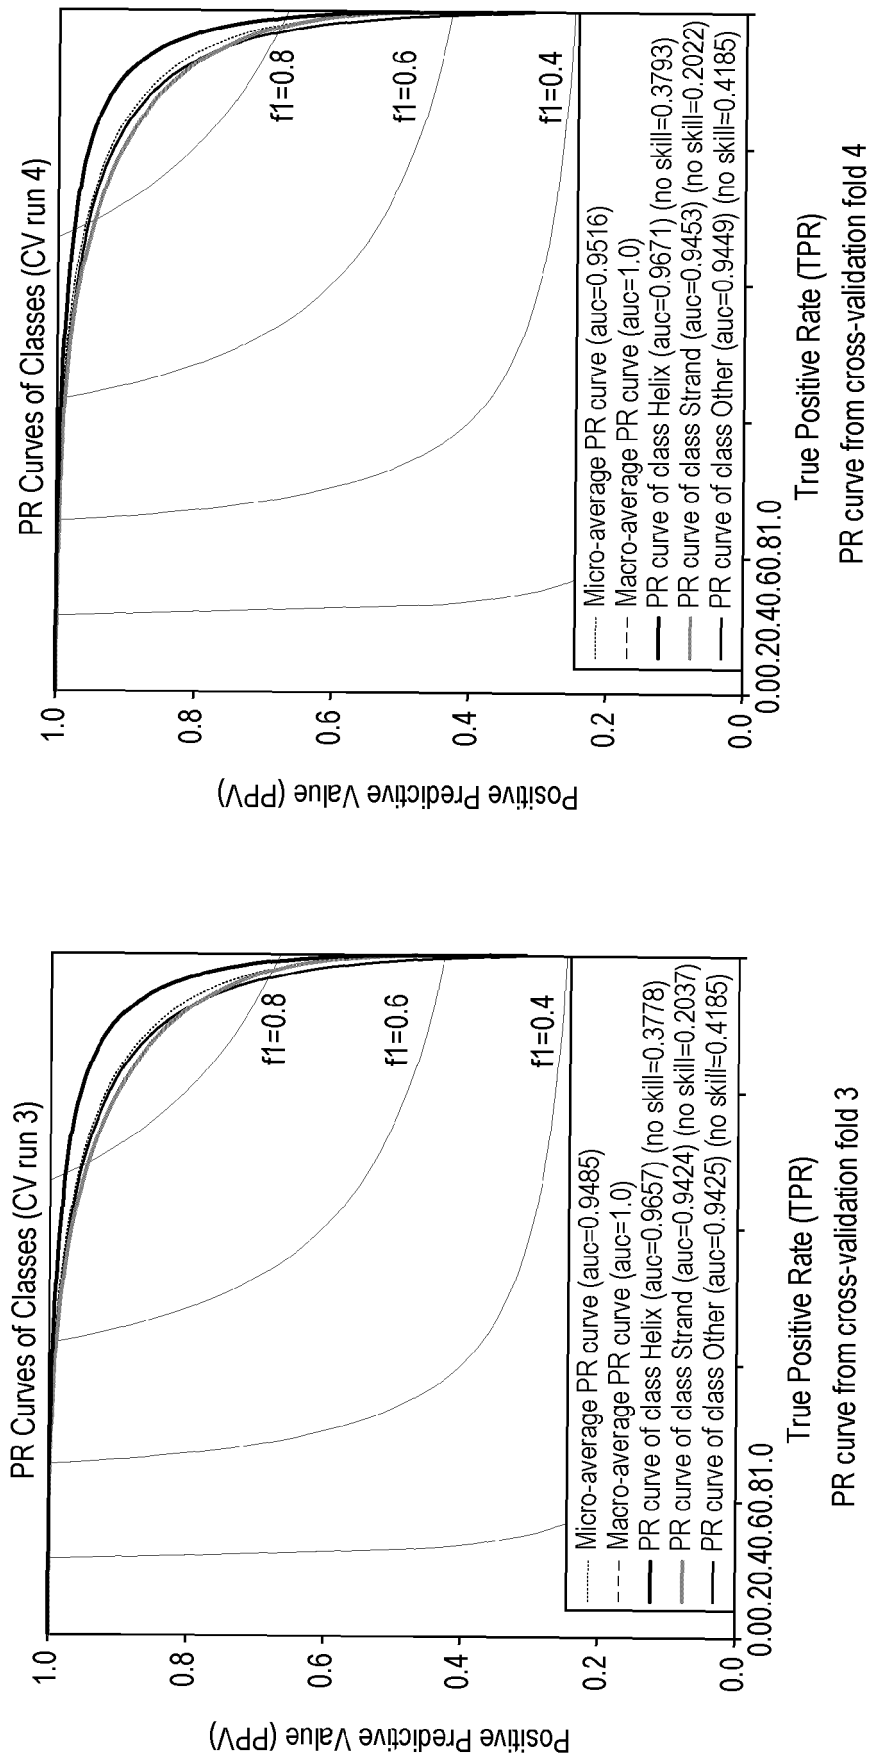 PR Curves of Classes (CV run 3)
Positive Predictive Value (PPV)
1.0
0.8
0.6
0.4
0.2
0.0
f1=0.8
f1=0.6
f1=0.4
Micro-average PR curve (auc=0.9485)
Macro-average PR curve (auc=1.0)
PR curve of class Helix (auc=0.9657) (no skill=0.3778)
PR curve of class Strand (auc=0.9424) (no skill=0.2037)
PR curve of class Other (auc=0.9425) (no skill=0.4185)
0.00.20.40.60.81.0
True Positive Rate (TPR)
PR curve from cross-validation fold 3
PR Curves of Classes (CV run 4)
Positive Predictive Value (PPV)
1.0
0.8
0.6
0.4
0.2
0.0
f1=0.8
f1=0.6
f1=0.4
Micro-average PR curve (auc=0.9516)
Macro-average PR curve (auc=1.0)
PR curve of class Helix (auc=0.9671) (no skill=0.3793)
PR curve of class Strand (auc=0.9453) (no skill=0.2022)
PR curve of class Other (auc=0.9449) (no skill=0.4185)
0.00.20.40.60.81.0
True Positive Rate (TPR)
PR curve from cross-validation fold 4